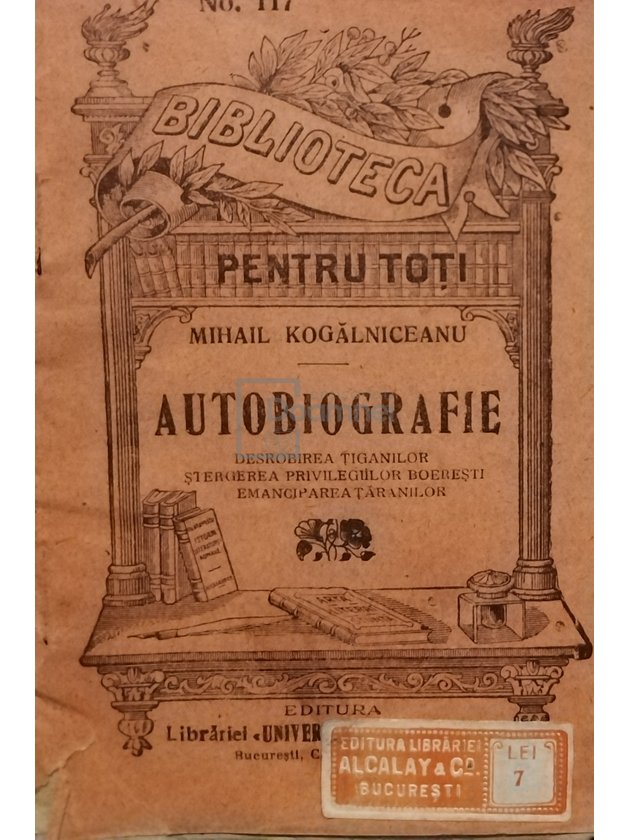 No. 117
BIBLIOTECA
PENTRU TOȚI
MIHAIL KOGĂLNICEANU
AUTOBIOGRAFIE
DESROBIREA ȚIGANILOR
ȘTERGEREA PRIVILEGIILOR BOEREȘTI
EMANCIPAREA ȚĂRANILOR
EDITURA
Librăriei «UNIVER
București, C
EDITURA LIBRĂRIEI
ALCALAY & Co.
BUCUREȘTI
LEI
7